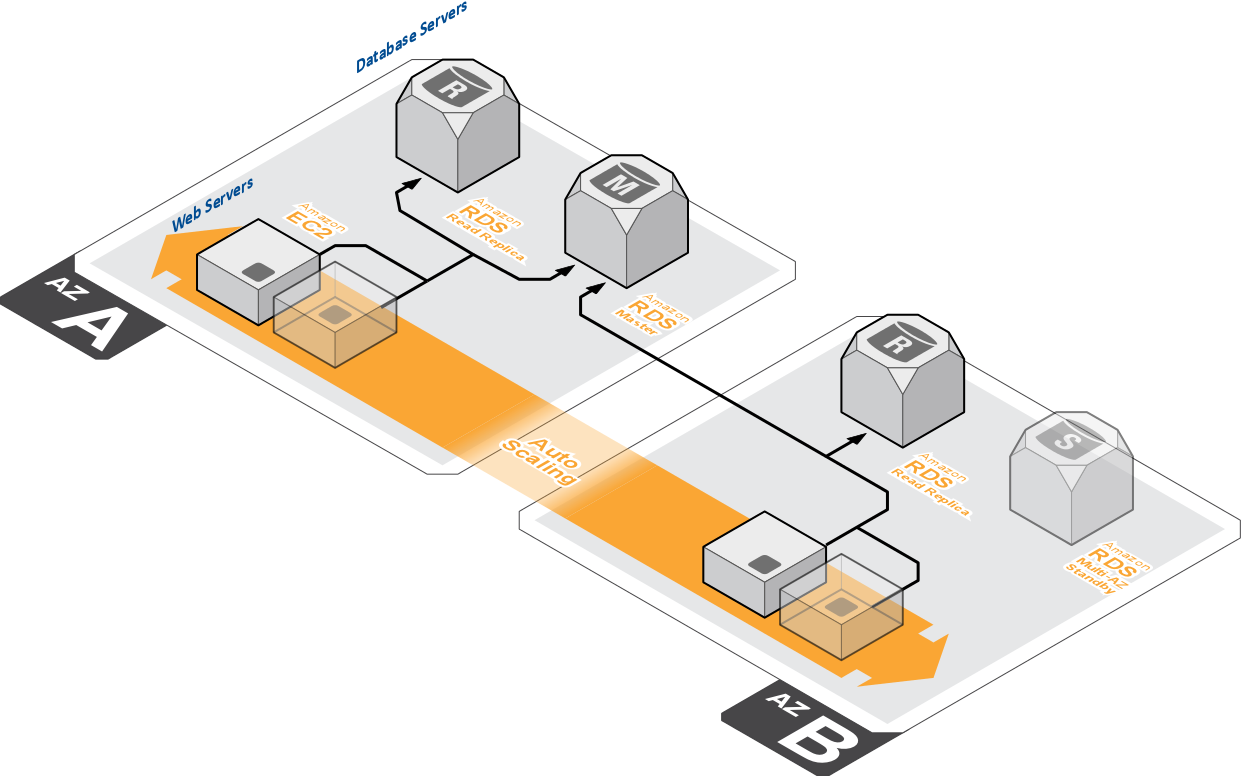 Database Servers
R
M
Web Servers
Amazon
EC2
Amazon
RDS
Read Replica
Amazon
RDS
Master
AZ
A
R
S
Auto
Scaling
Amazon
RDS
Read Replica
Amazon
RDS
Multi-AZ
Standby
AZ
B